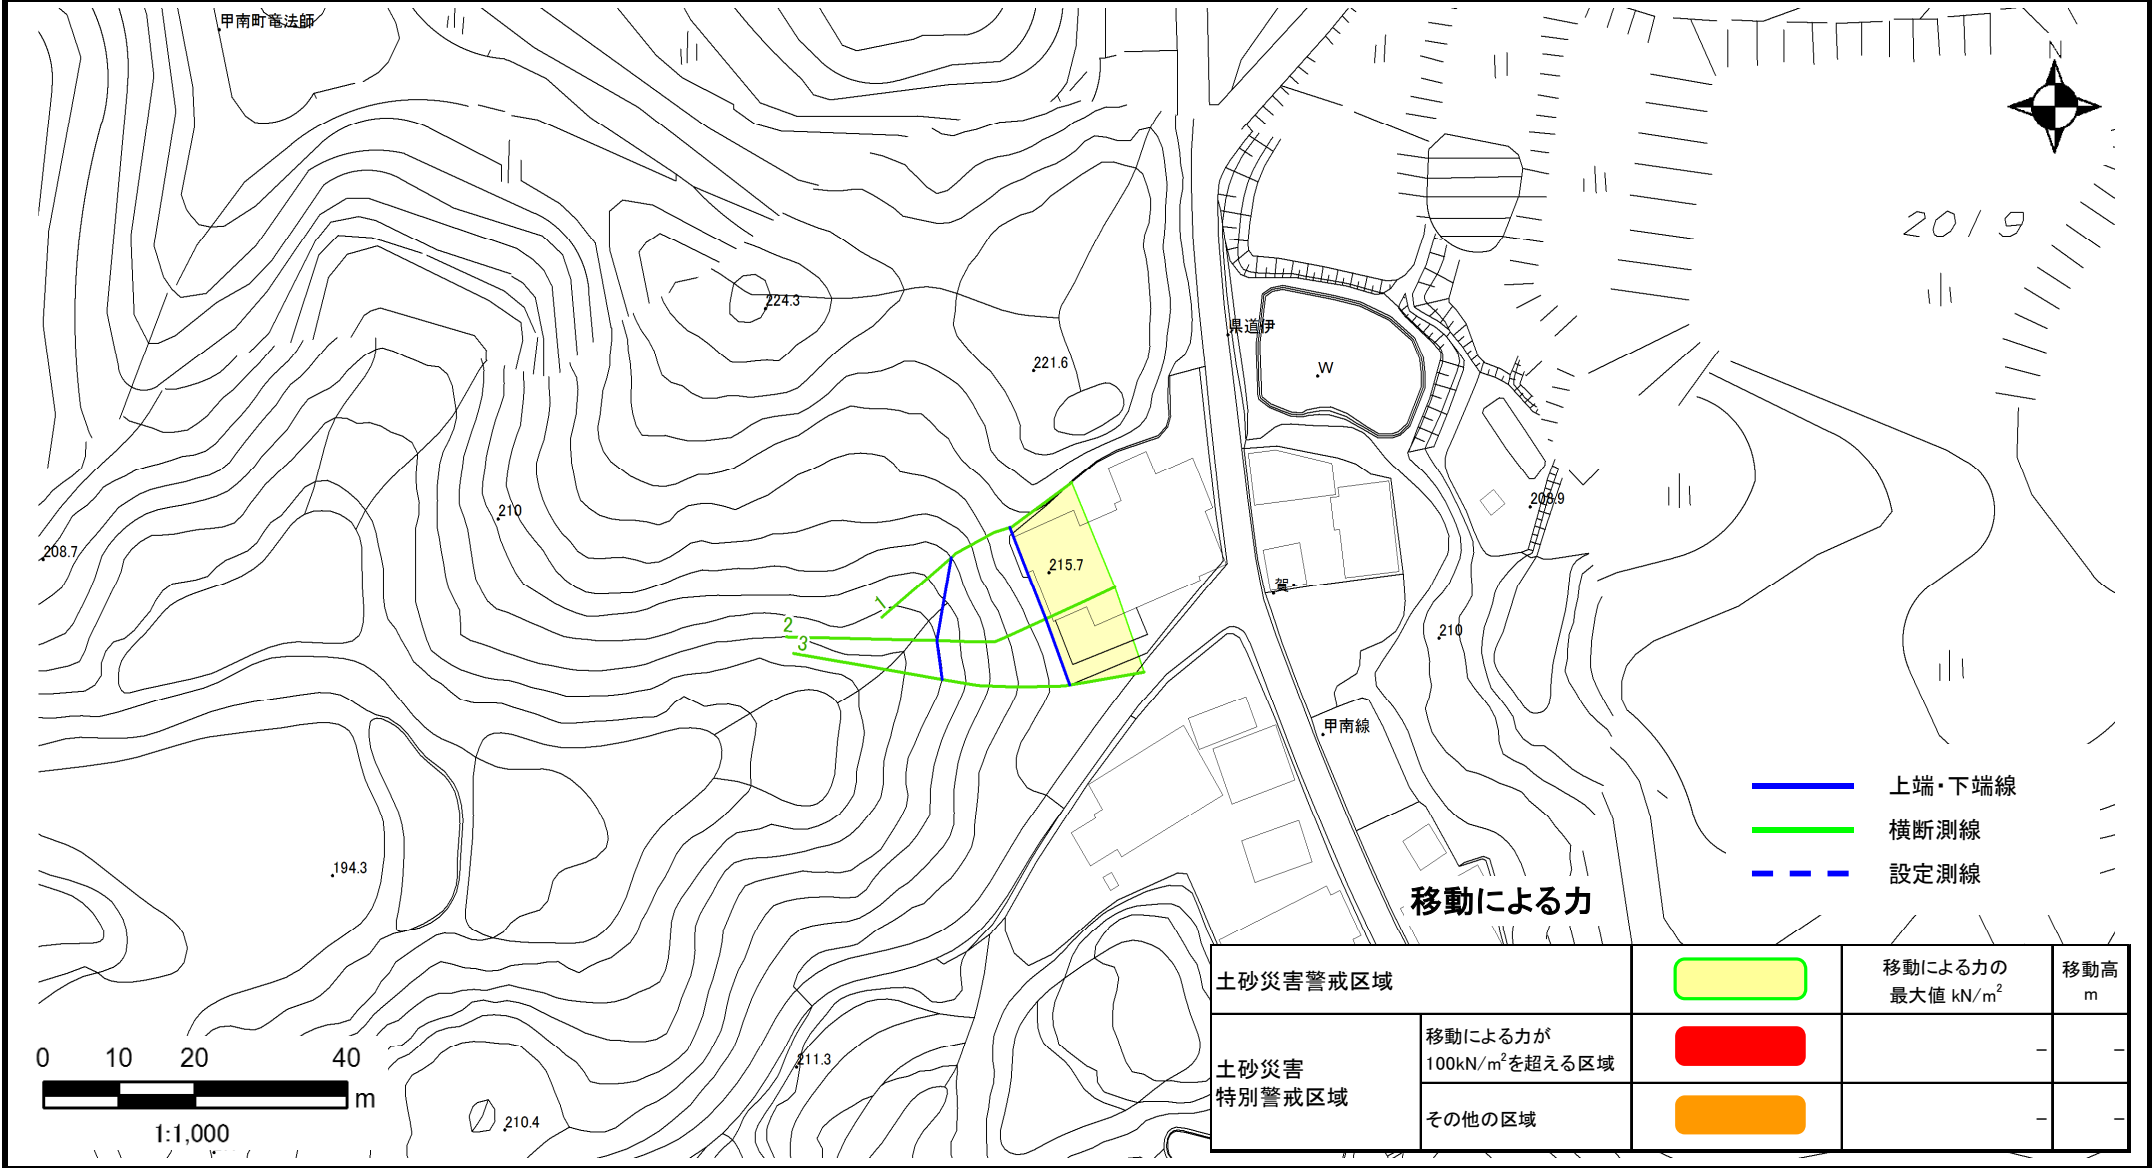 甲南町竜法師
N
2019
224.3
県道伊
221.6
W
210
208.9
208.7
215.7
賀
1
2
3
210
甲南線
上端・下端線
横断測線
設定測線
194.3
移動による力
土砂災害警戒区域
移動による力の
最大値 kN/m²
移動高
m
土砂災害
特別警戒区域
移動による力が
100kN/m²を超える区域
－
－
その他の区域
－
－
0 10 20 40
m
1:1,000
211.3
210.4